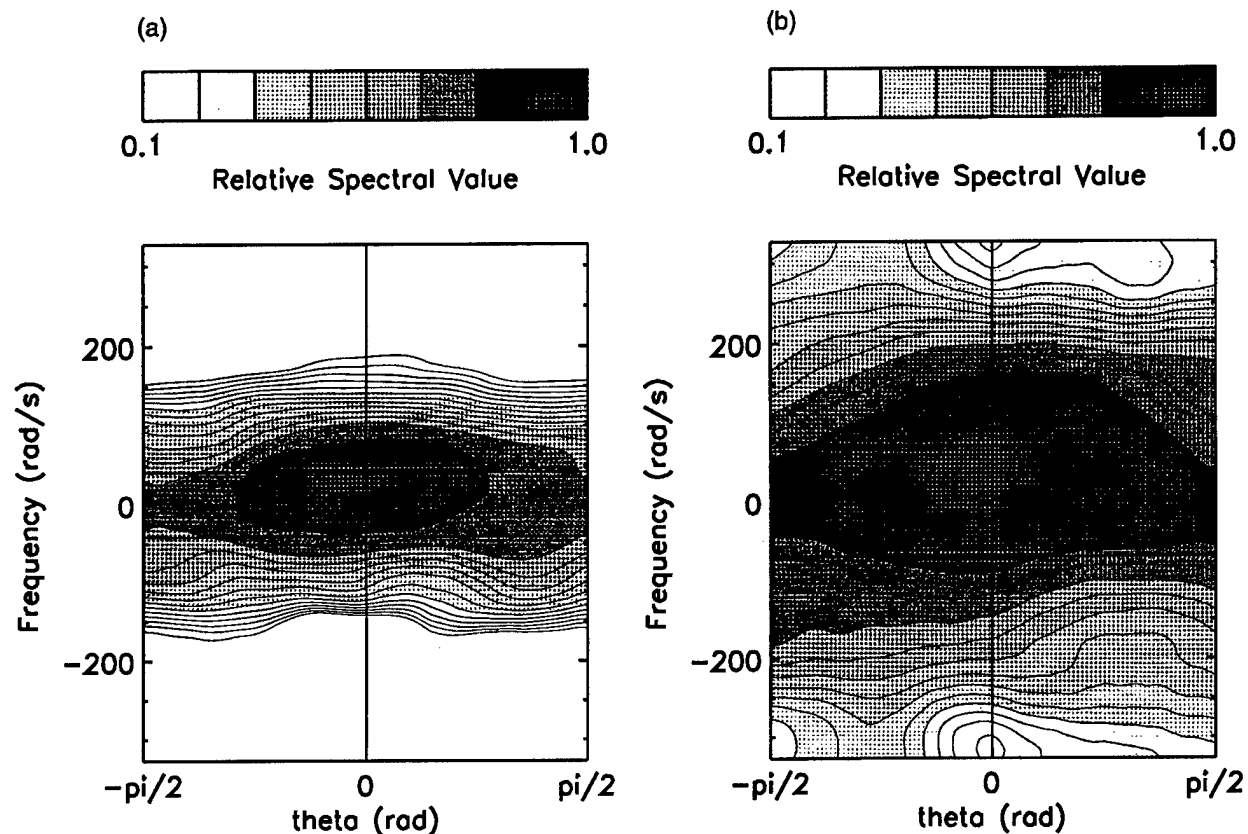 (a)
0.1 1.0
Relative Spectral Value
200
0
-200
Frequency (rad/s)
-pi/2 0 pi/2
theta (rad)
(b)
0.1 1.0
Relative Spectral Value
200
0
-200
Frequency (rad/s)
-pi/2 0 pi/2
theta (rad)